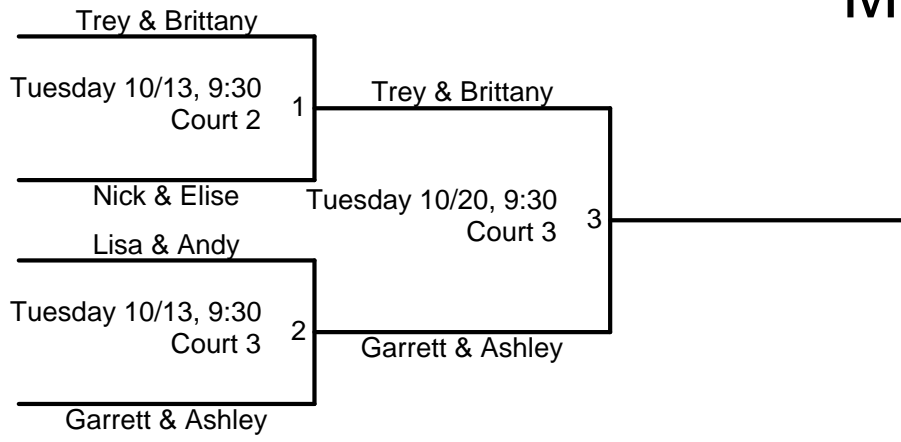 Trey & Brittany
Tuesday 10/13, 9:30
Court 2
1
Nick & Elise
Trey & Brittany
Tuesday 10/20, 9:30
Court 3
3
Lisa & Andy
Tuesday 10/13, 9:30
Court 3
2
Garrett & Ashley
Garrett & Ashley